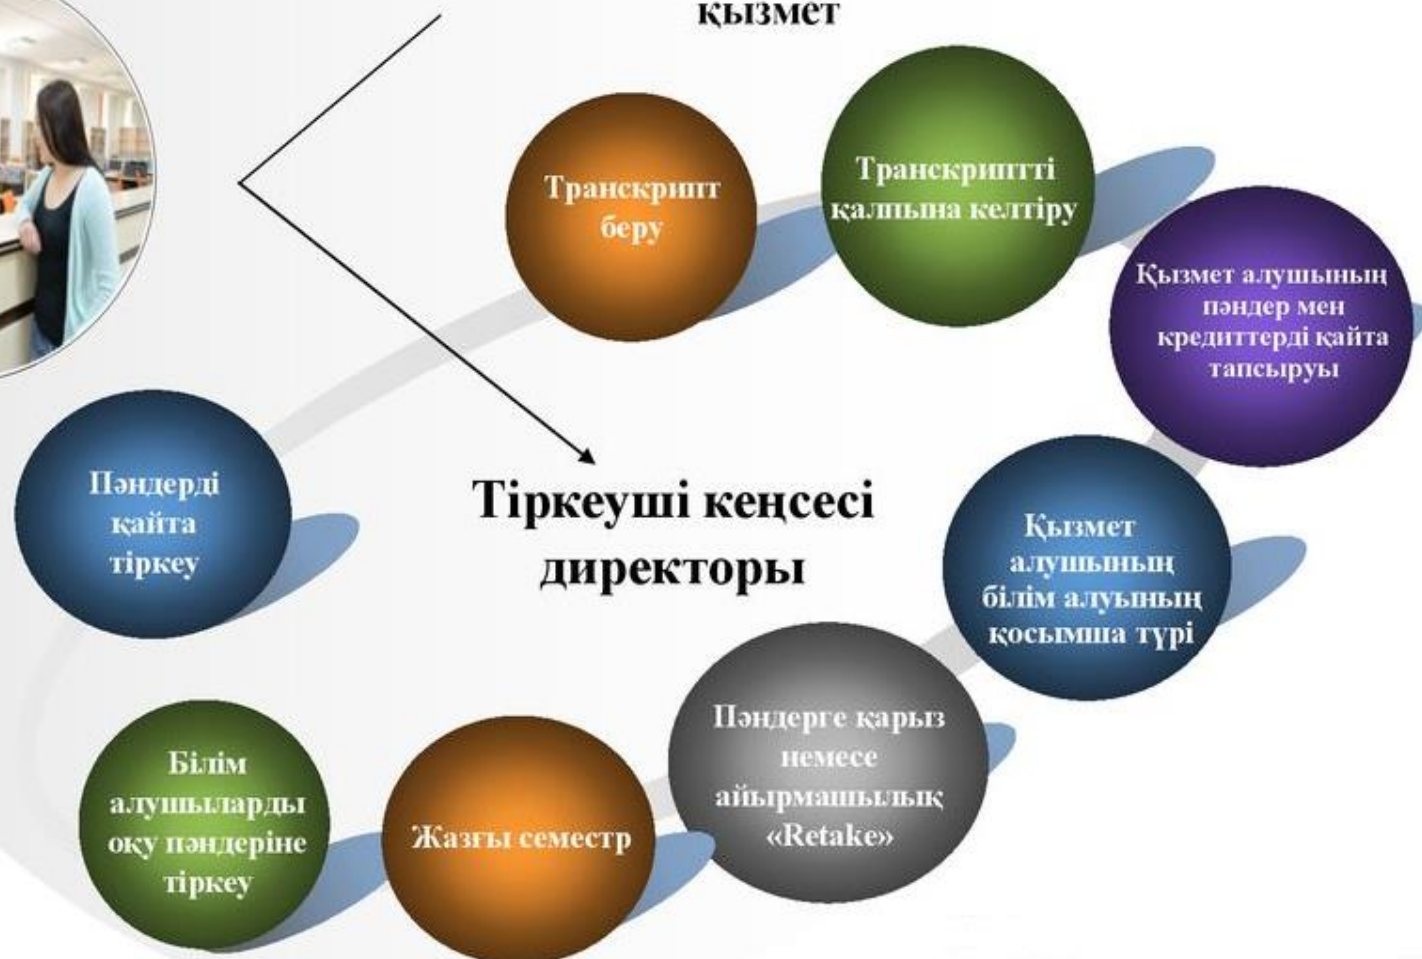 қызмет
Транскрипт
беру
Транскриптті
қалпына келтіру
Қызмет алушының
пәндер мен
кредиттерді қайта
тапсыруы
Пәндерді
қайта
тіркеу
Тіркеуші кеңсесі
директоры
Қызмет
алушының
білім алуының
қосымша түрі
Пәндерге қарыз
немесе
айырмашылық
«Retake»
Білім
алушыларды
оқу пәндеріне
тіркеу
Жазғы семестр